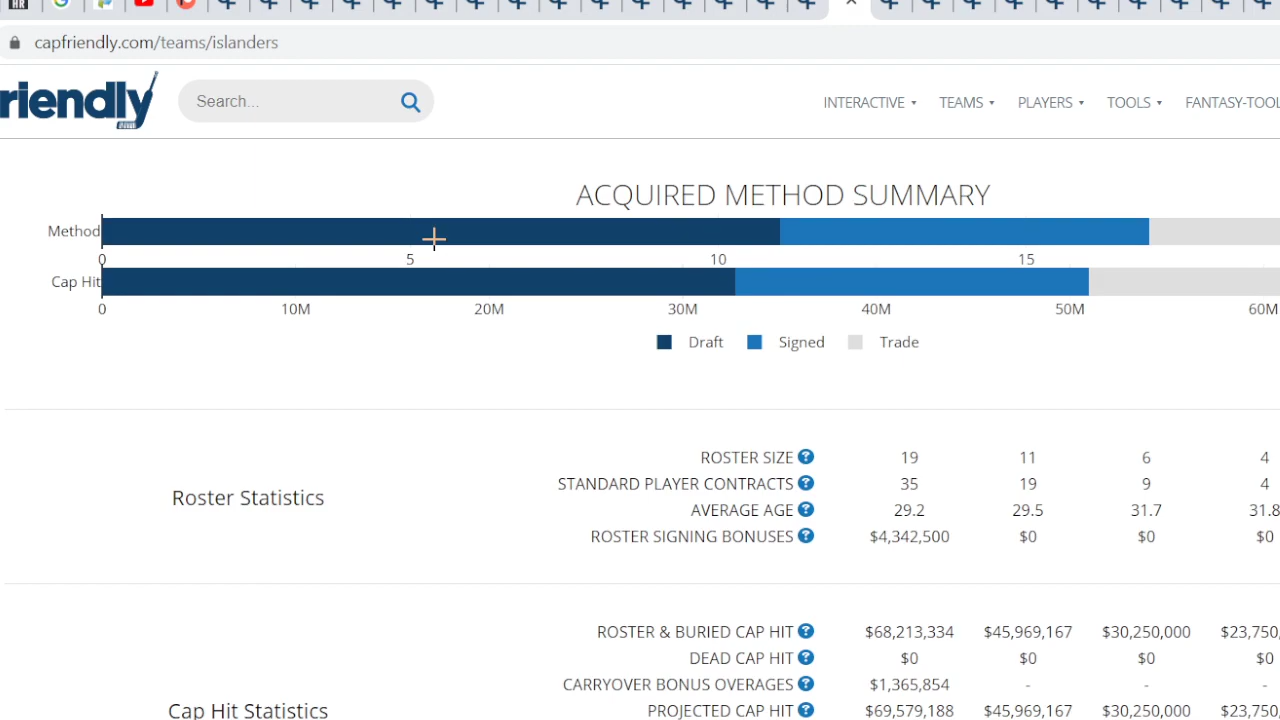 HR
capfriendly.com/teams/islanders
riendly
Search...
INTERACTIVE
TEAMS
PLAYERS
TOOLS
FANTASY-TOOL
ACQUIRED METHOD SUMMARY
Method
0 5 10 15
Cap Hit
0 10M 20M 30M 40M 50M 60M
Draft Signed Trade
Roster Statistics
ROSTER SIZE ? 19 11 6 4
STANDARD PLAYER CONTRACTS ? 35 19 9 4
AVERAGE AGE ? 29.2 29.5 31.7 31.8
ROSTER SIGNING BONUSES ? $4,342,500 $0 $0 $0
Cap Hit Statistics
ROSTER & BURIED CAP HIT ? $68,213,334 $45,969,167 $30,250,000 $23,750,
DEAD CAP HIT ? $0 $0 $0 $0
CARRYOVER BONUS OVERAGES ? $1,365,854 - - -
PROJECTED CAP HIT ? $69,579,188 $45,969,167 $30,250,000 $23,750,